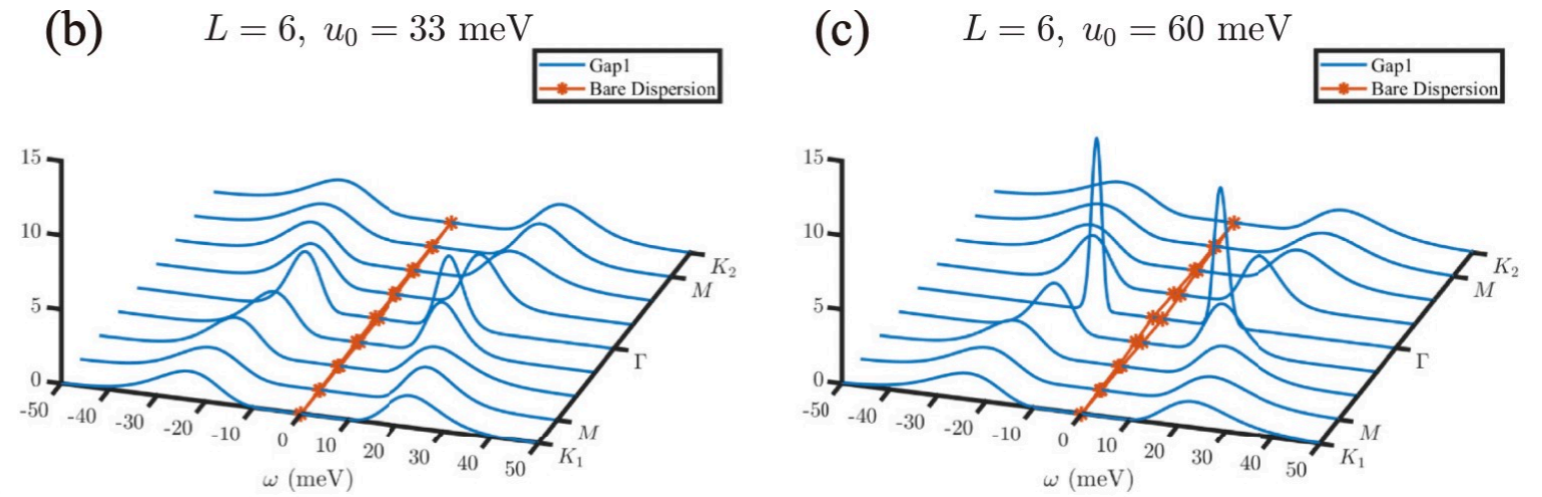 (b) L = 6, u₀ = 33 meV
Gap1
Bare Dispersion
15
10
5
0
-50 -40 -30 -20 -10 0 10 20 30 40 50
ω (meV)
K₁
M
Γ
M
K₂
(c) L = 6, u₀ = 60 meV
Gap1
Bare Dispersion
15
10
5
0
-50 -40 -30 -20 -10 0 10 20 30 40 50
ω (meV)
K₁
M
Γ
M
K₂